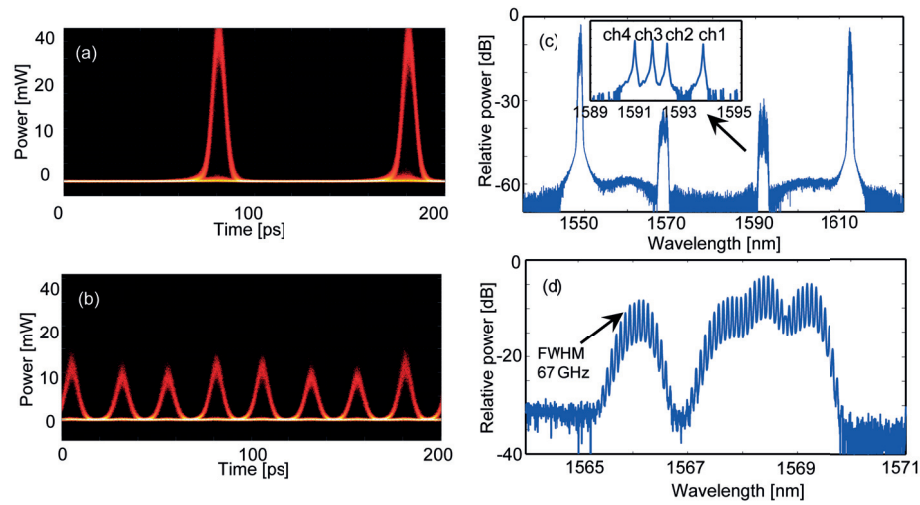 (a)
Power [mW]
40
20
10
0
0
100
200
Time [ps]
(b)
Power [mW]
40
20
10
0
0
100
200
Time [ps]
(c)
Relative power [dB]
0
-30
-60
ch4 ch3 ch2 ch1
1589
1591
1593
1595
1550
1570
1590
1610
Wavelength [nm]
(d)
Relative power [dB]
0
-20
-40
FWHM
67 GHz
1565
1567
1569
1571
Wavelength [nm]